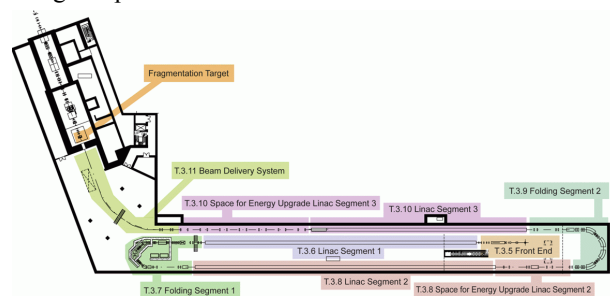 Fragmentation Target
T.3.11 Beam Delivery System
T.3.9 Folding Segment 2
T.3.10 Space for Energy Upgrade Linac Segment 3
T.3.10 Linac Segment 3
T.3.6 Linac Segment 1
T.3.5 Front End
T.3.7 Folding Segment 1
T.3.8 Linac Segment 2
T.3.8 Space for Energy Upgrade Linac Segment 2